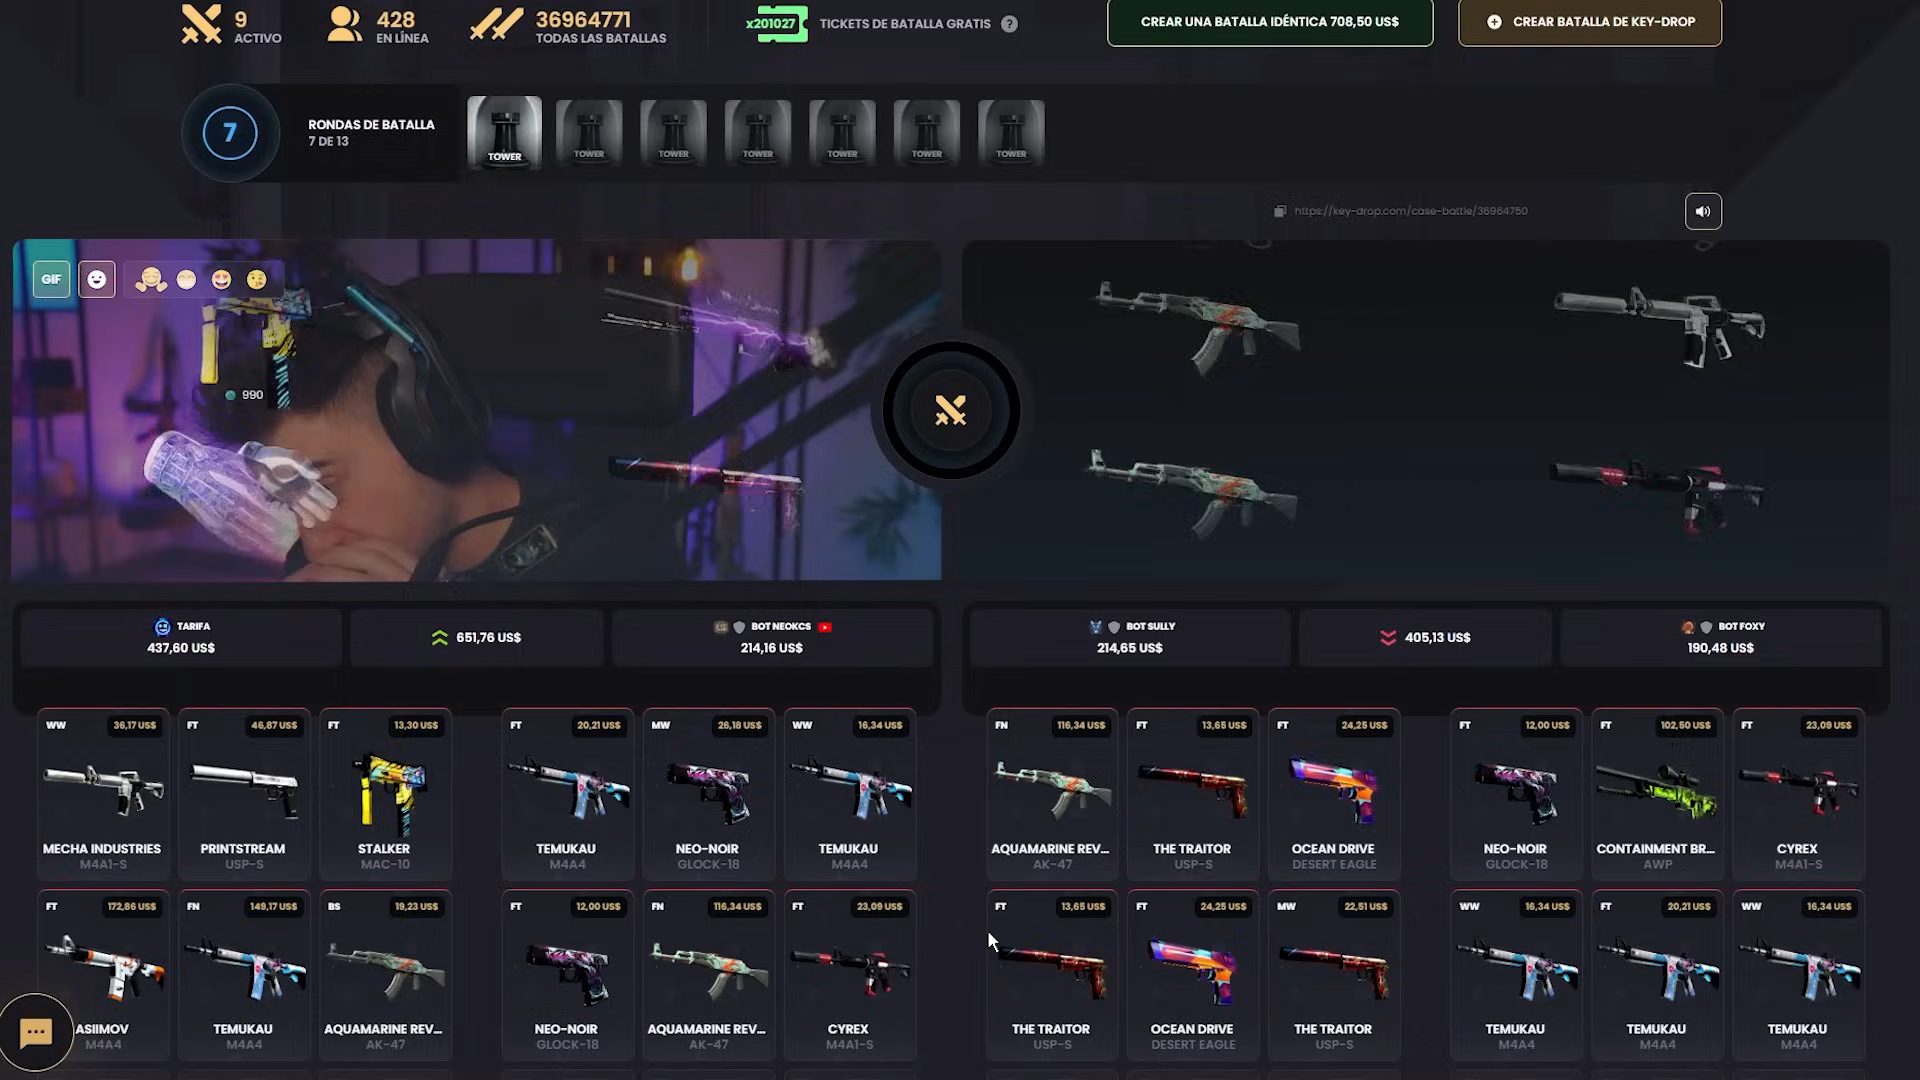 9
ACTIVO
428
EN LÍNEA
36964771
TODAS LAS BATALLAS
x201027
TICKETS DE BATALLA GRATIS ?
CREAR UNA BATALLA IDÉNTICA 708,50 US$
CREAR BATALLA DE KEY-DROP
7
RONDAS DE BATALLA
7 DE 13
TOWER
TOWER
TOWER
TOWER
TOWER
TOWER
TOWER
https://key-drop.com/case-battle/36964750
GIF
990
TARIFA
437,60 US$
651,76 US$
BOT NEOKCS
214,16 US$
BOT SULLY
214,65 US$
405,13 US$
BOT FOXY
190,48 US$
WW 36,17 US$
MECHA INDUSTRIES
M4A1-S
FT 46,87 US$
PRINTSTREAM
USP-S
FT 13,30 US$
STALKER
MAC-10
FT 20,21 US$
TEMUKAU
M4A4
MW 26,18 US$
NEO-NOIR
GLOCK-18
WW 16,34 US$
TEMUKAU
M4A4
FN 116,34 US$
AQUAMARINE REV...
AK-47
FT 13,65 US$
THE TRAITOR
USP-S
FT 24,25 US$
OCEAN DRIVE
DESERT EAGLE
FT 12,00 US$
NEO-NOIR
GLOCK-18
FT 102,50 US$
CONTAINMENT BR...
AWP
FT 23,09 US$
CYREX
M4A1-S
FT 172,86 US$
ASIIMOV
M4A4
FN 149,17 US$
TEMUKAU
M4A4
BS 19,23 US$
AQUAMARINE REV...
AK-47
FT 12,00 US$
NEO-NOIR
GLOCK-18
FN 116,34 US$
AQUAMARINE REV...
AK-47
FT 23,09 US$
CYREX
M4A1-S
FT 13,65 US$
THE TRAITOR
USP-S
FT 24,25 US$
OCEAN DRIVE
DESERT EAGLE
MW 22,51 US$
THE TRAITOR
USP-S
WW 16,34 US$
TEMUKAU
M4A4
FT 20,21 US$
TEMUKAU
M4A4
WW 16,34 US$
TEMUKAU
M4A4